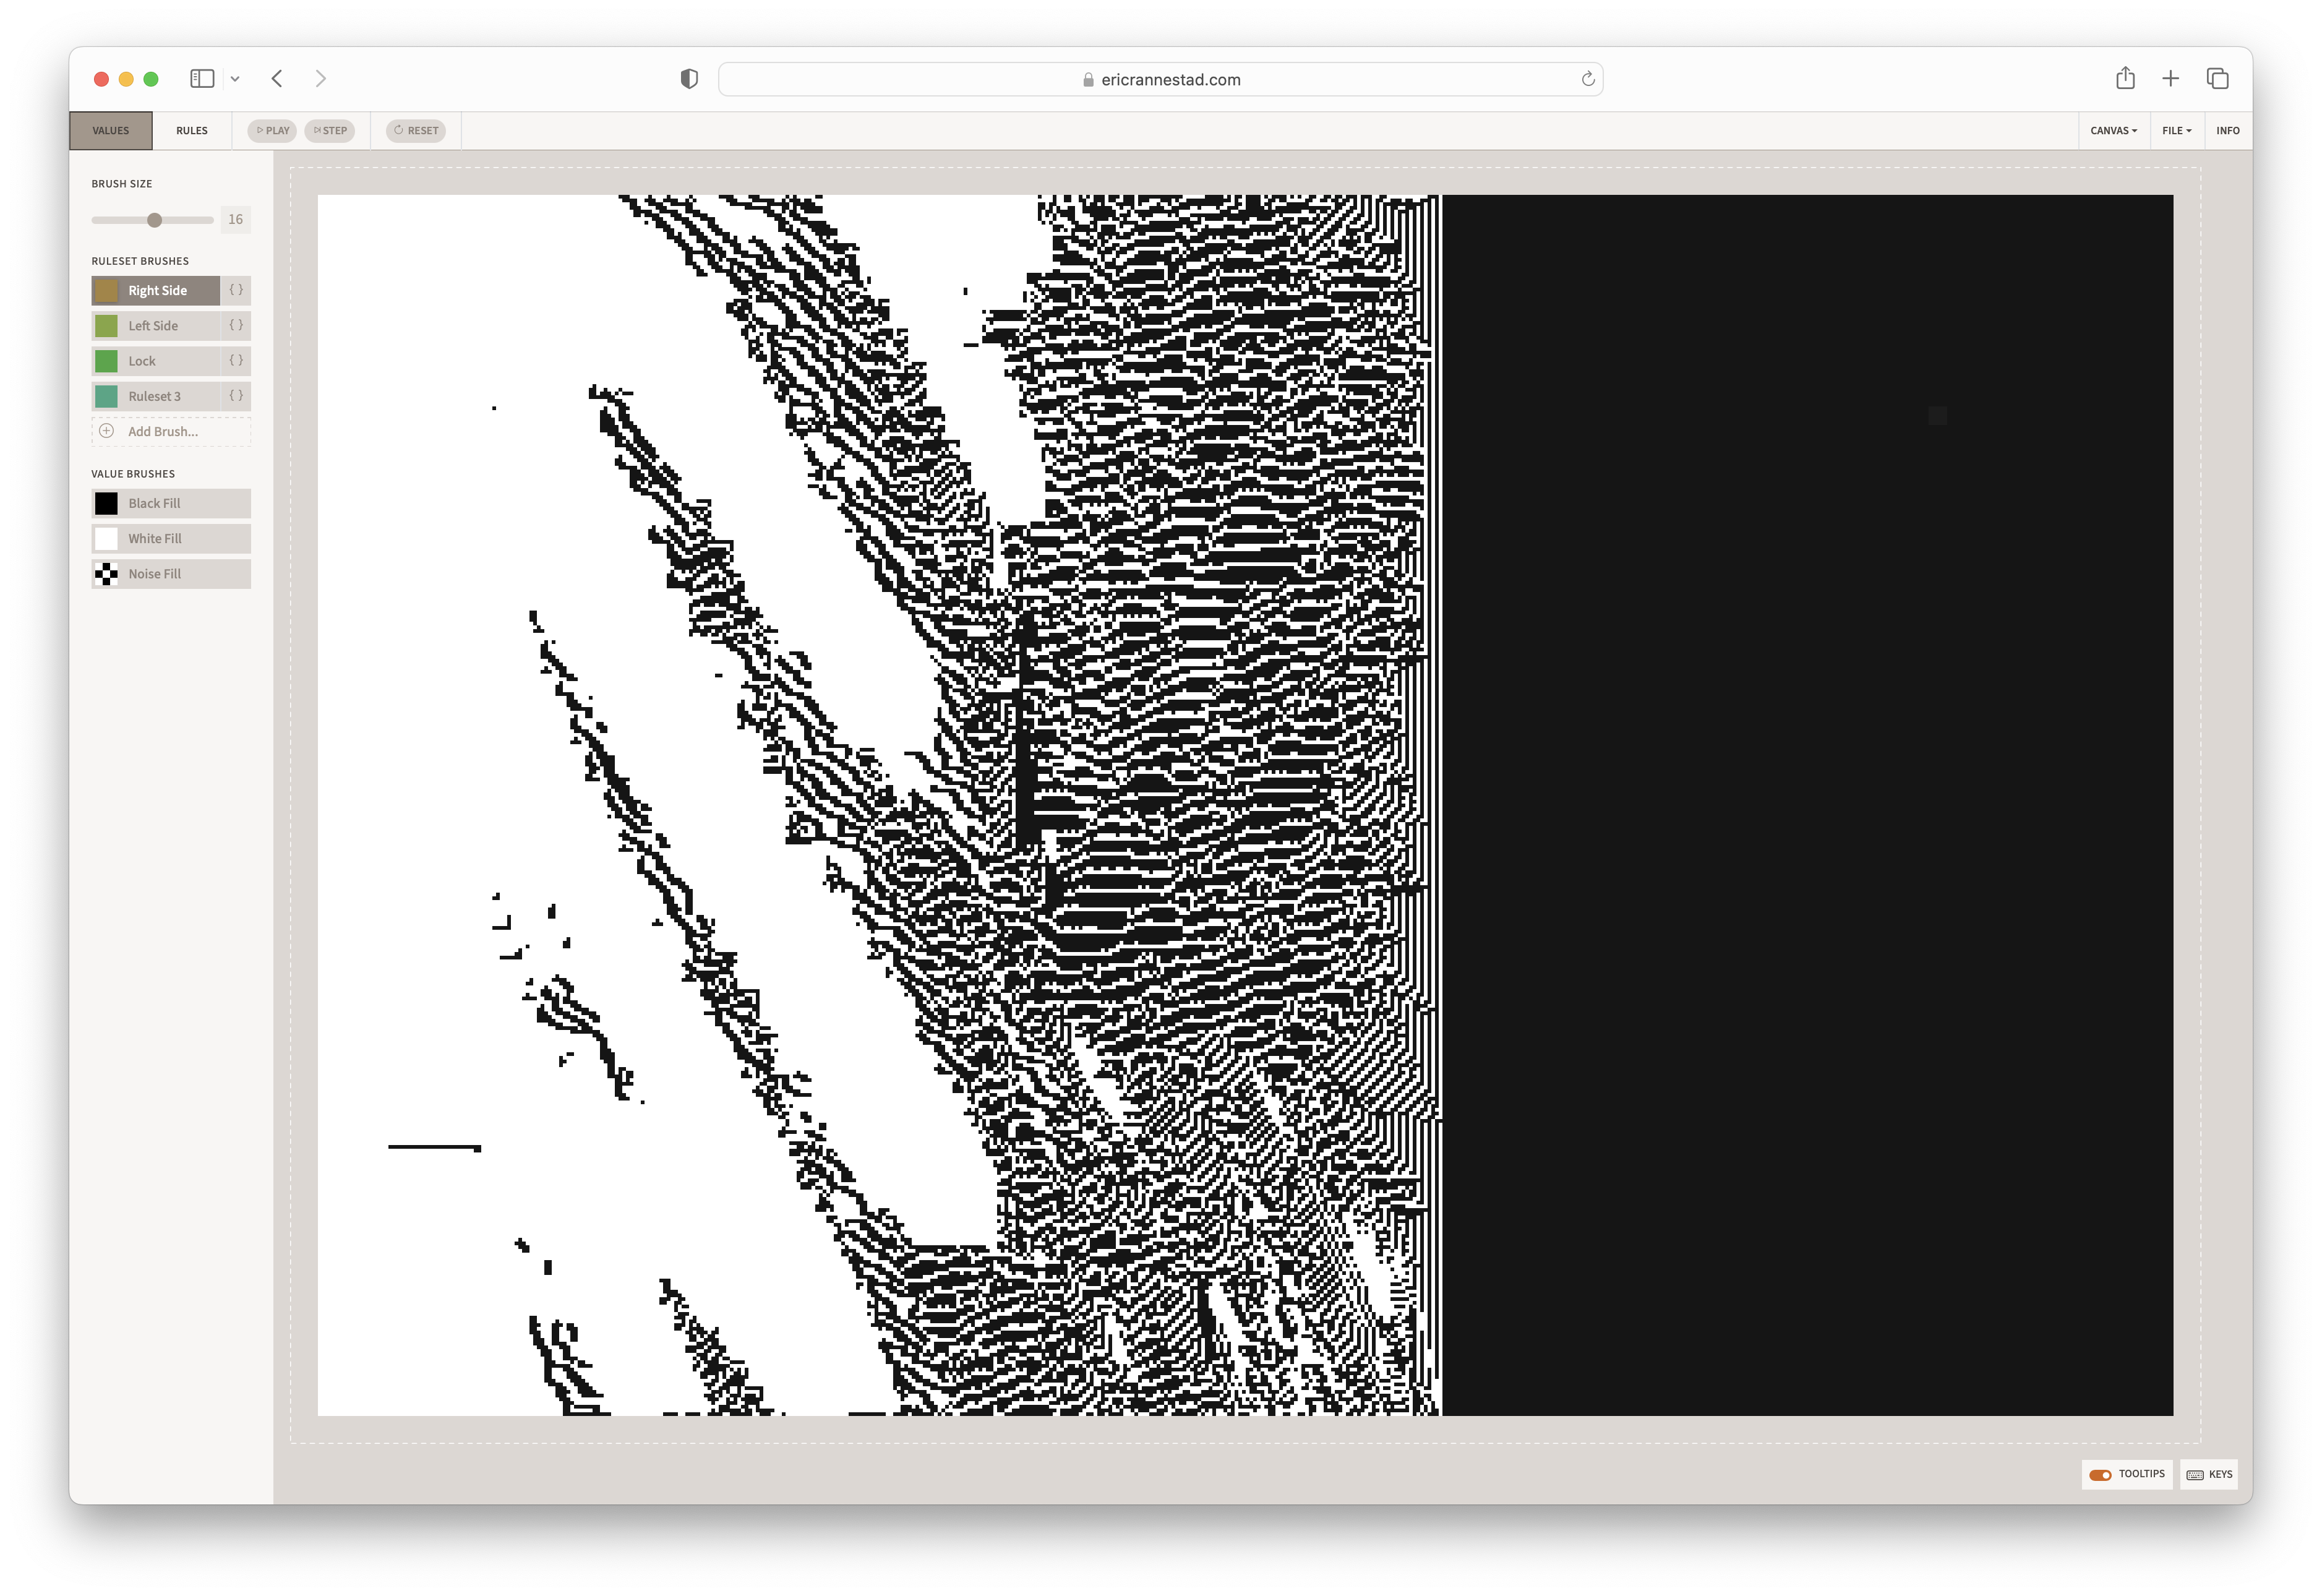 ericrannestad.com
VALUES RULES PLAY STEP RESET CANVAS FILE INFO
BRUSH SIZE
16
RULESET BRUSHES
Right Side { }
Left Side { }
Lock { }
Ruleset 3 { }
Add Brush...
VALUE BRUSHES
Black Fill
White Fill
Noise Fill
TOOLTIPS KEYS